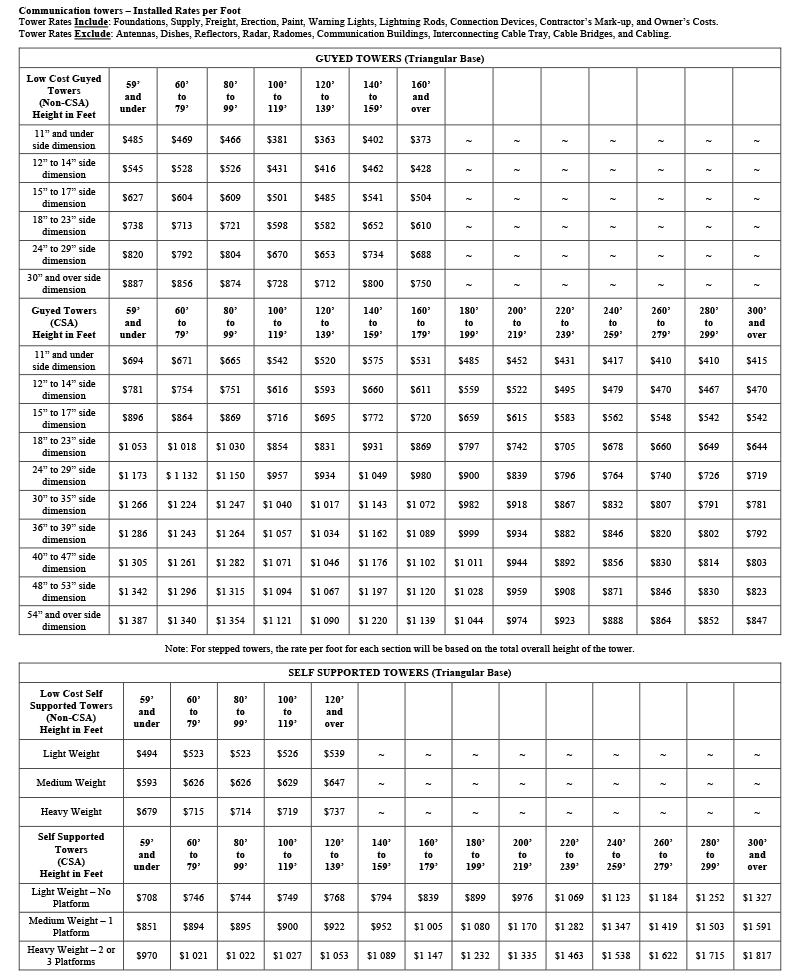 Communication towers – Installed Rates per Foot
Tower Rates Include: Foundations, Supply, Freight, Erection, Paint, Warning Lights, Lightning Rods, Connection Devices, Contractor’s Mark-up, and Owner’s Costs.
Tower Rates Exclude: Antennas, Dishes, Reflectors, Radar, Radomes, Communication Buildings, Interconnecting Cable Tray, Cable Bridges, and Cabling.
GUYED TOWERS (Triangular Base)
Low Cost Guyed Towers (Non-CSA) Height in Feet 59’ and under 60’ to 79’ 80’ to 99’ 100’ to 119’ 120’ to 139’ 140’ to 159’ 160’ and over
11” and under side dimension $485 $469 $466 $381 $363 $402 $373 ~ ~ ~ ~ ~ ~ ~
12” to 14” side dimension $545 $528 $526 $431 $416 $462 $428 ~ ~ ~ ~ ~ ~ ~
15” to 17” side dimension $627 $604 $609 $501 $485 $541 $504 ~ ~ ~ ~ ~ ~ ~
18” to 23” side dimension $738 $713 $721 $598 $582 $652 $610 ~ ~ ~ ~ ~ ~ ~
24” to 29” side dimension $820 $792 $804 $670 $653 $734 $688 ~ ~ ~ ~ ~ ~ ~
30” and over side dimension $887 $856 $874 $728 $712 $800 $750 ~ ~ ~ ~ ~ ~ ~
Guyed Towers (CSA) Height in Feet 59’ and under 60’ to 79’ 80’ to 99’ 100’ to 119’ 120’ to 139’ 140’ to 159’ 160’ to 179’ 180’ to 199’ 200’ to 219’ 220’ to 239’ 240’ to 259’ 260’ to 279’ 280’ to 299’ 300’ and over
11” and under side dimension $694 $671 $665 $542 $520 $575 $531 $485 $452 $431 $417 $410 $410 $415
12” to 14” side dimension $781 $754 $751 $616 $593 $660 $611 $559 $522 $495 $479 $470 $467 $470
15” to 17” side dimension $896 $864 $869 $716 $695 $772 $720 $659 $615 $583 $562 $548 $542 $542
18” to 23” side dimension $1 053 $1 018 $1 030 $854 $831 $931 $869 $797 $742 $705 $678 $660 $649 $644
24” to 29” side dimension $1 173 $ 1 132 $1 150 $957 $934 $1 049 $980 $900 $839 $796 $764 $740 $726 $719
30” to 35” side dimension $1 266 $1 224 $1 247 $1 040 $1 017 $1 143 $1 072 $982 $918 $867 $832 $807 $791 $781
36” to 39” side dimension $1 286 $1 243 $1 264 $1 057 $1 034 $1 162 $1 089 $999 $934 $882 $846 $820 $802 $792
40” to 47” side dimension $1 305 $1 261 $1 282 $1 071 $1 046 $1 176 $1 102 $1 011 $944 $892 $856 $830 $814 $803
48” to 53” side dimension $1 342 $1 296 $1 315 $1 094 $1 067 $1 197 $1 120 $1 028 $959 $908 $871 $846 $830 $823
54” and over side dimension $1 387 $1 340 $1 354 $1 121 $1 090 $1 220 $1 139 $1 044 $974 $923 $888 $864 $852 $847
Note: For stepped towers, the rate per foot for each section will be based on the total overall height of the tower.
SELF SUPPORTED TOWERS (Triangular Base)
Low Cost Self Supported Towers (Non-CSA) Height in Feet 59’ and under 60’ to 79’ 80’ to 99’ 100’ to 119’ 120’ and over
Light Weight $494 $523 $523 $526 $539 ~ ~ ~ ~ ~ ~ ~ ~ ~
Medium Weight $593 $626 $626 $629 $647 ~ ~ ~ ~ ~ ~ ~ ~ ~
Heavy Weight $679 $715 $714 $719 $737 ~ ~ ~ ~ ~ ~ ~ ~ ~
Self Supported Towers (CSA) Height in Feet 59’ and under 60’ to 79’ 80’ to 99’ 100’ to 119’ 120’ to 139’ 140’ to 159’ 160’ to 179’ 180’ to 199’ 200’ to 219’ 220’ to 239’ 240’ to 259’ 260’ to 279’ 280’ to 299’ 300’ and over
Light Weight – No Platform $708 $746 $744 $749 $768 $794 $839 $899 $976 $1 069 $1 123 $1 184 $1 252 $1 327
Medium Weight – 1 Platform $851 $894 $895 $900 $922 $952 $1 005 $1 080 $1 170 $1 282 $1 347 $1 419 $1 503 $1 591
Heavy Weight – 2 or 3 Platforms $970 $1 021 $1 022 $1 027 $1 053 $1 089 $1 147 $1 232 $1 335 $1 463 $1 538 $1 622 $1 715 $1 817